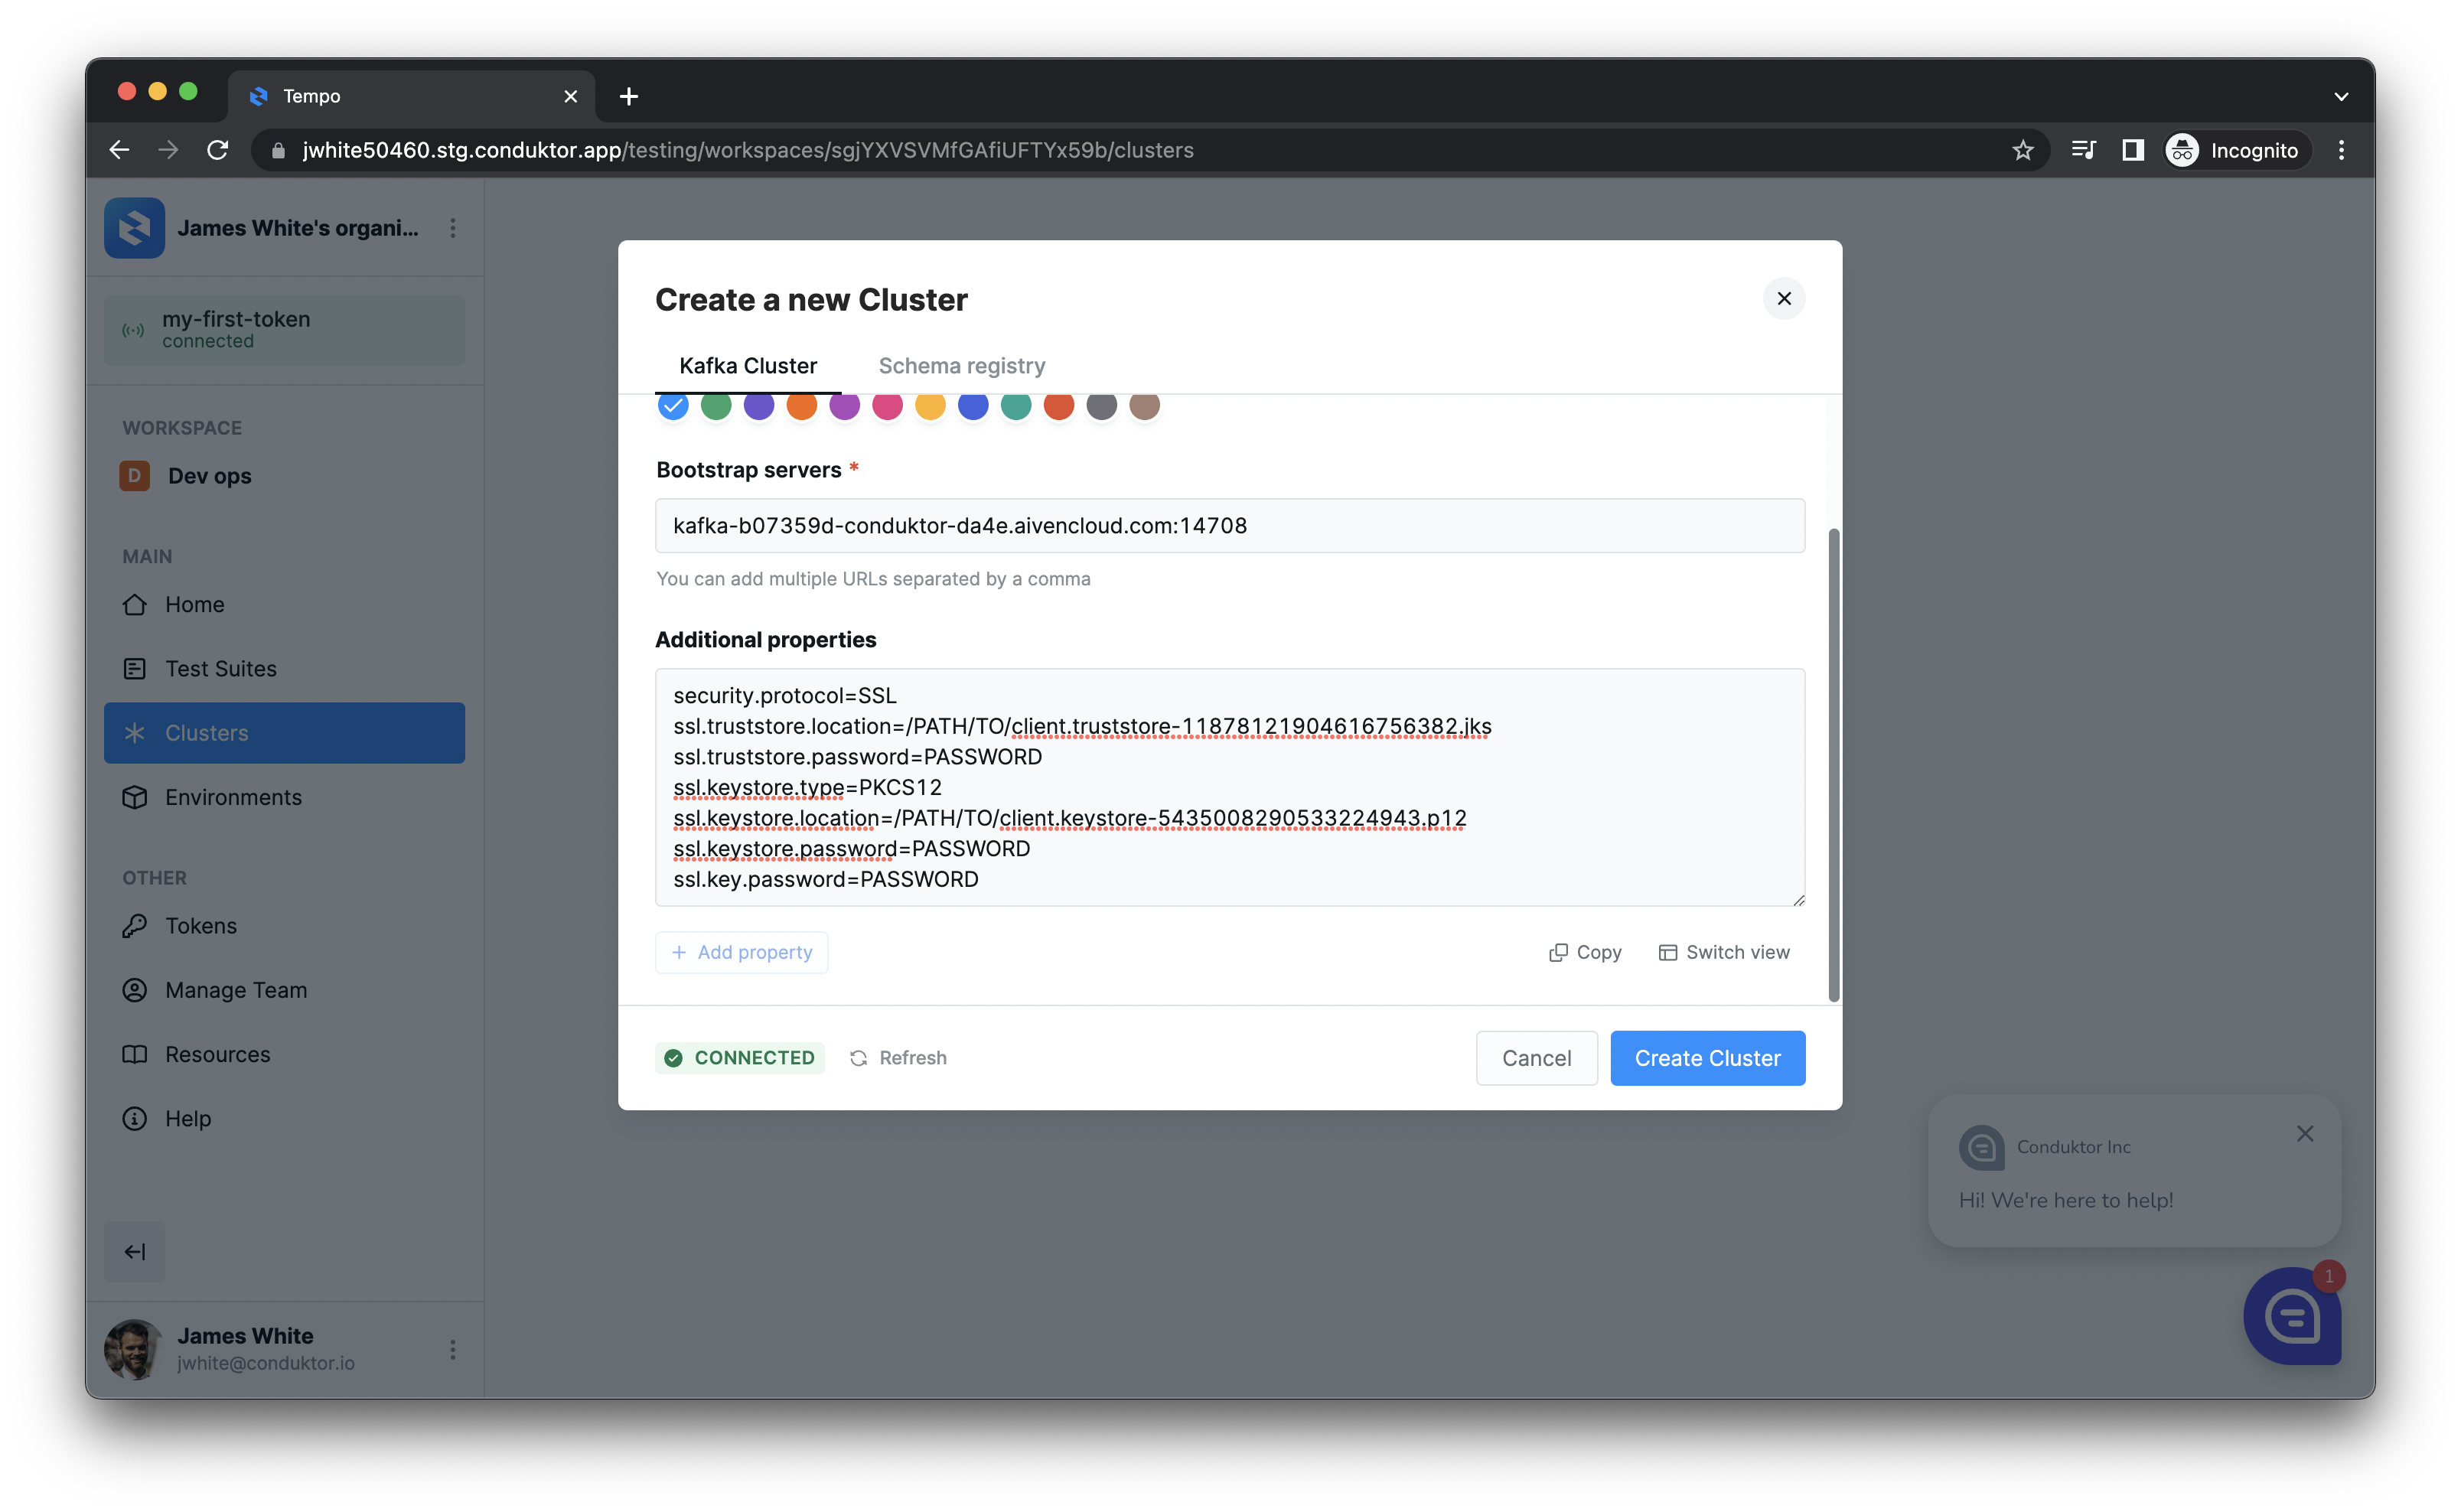 Tempo
jwhite50460.stg.conduktor.app/testing/workspaces/sgjYXVSVMfGAfiUFTYx59b/clusters
Incognito
James White's organi...
my-first-token
connected
WORKSPACE
D Dev ops
MAIN
Home
Test Suites
Clusters
Environments
OTHER
Tokens
Manage Team
Resources
Help
James White
jwhite@conduktor.io
Create a new Cluster
Kafka Cluster Schema registry
Bootstrap servers *
kafka-b07359d-conduktor-da4e.aivencloud.com:14708
You can add multiple URLs separated by a comma
Additional properties
security.protocol=SSL
ssl.truststore.location=/PATH/TO/client.truststore-11878121904616756382.jks
ssl.truststore.password=PASSWORD
ssl.keystore.type=PKCS12
ssl.keystore.location=/PATH/TO/client.keystore-5435008290533224943.p12
ssl.keystore.password=PASSWORD
ssl.key.password=PASSWORD
+ Add property Copy Switch view
CONNECTED Refresh Cancel Create Cluster
Conduktor Inc
Hi! We're here to help!
1